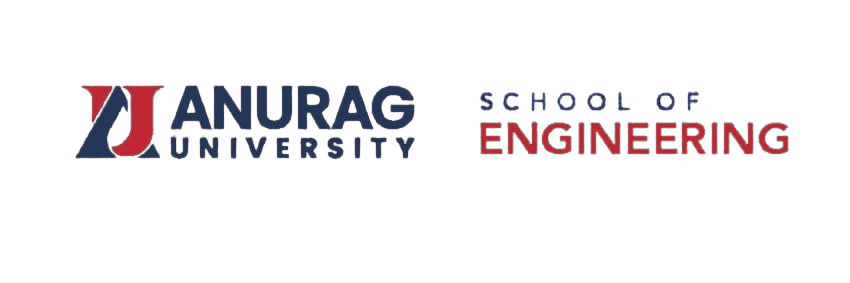 ANURAG
UNIVERSITY
SCHOOL OF
ENGINEERING